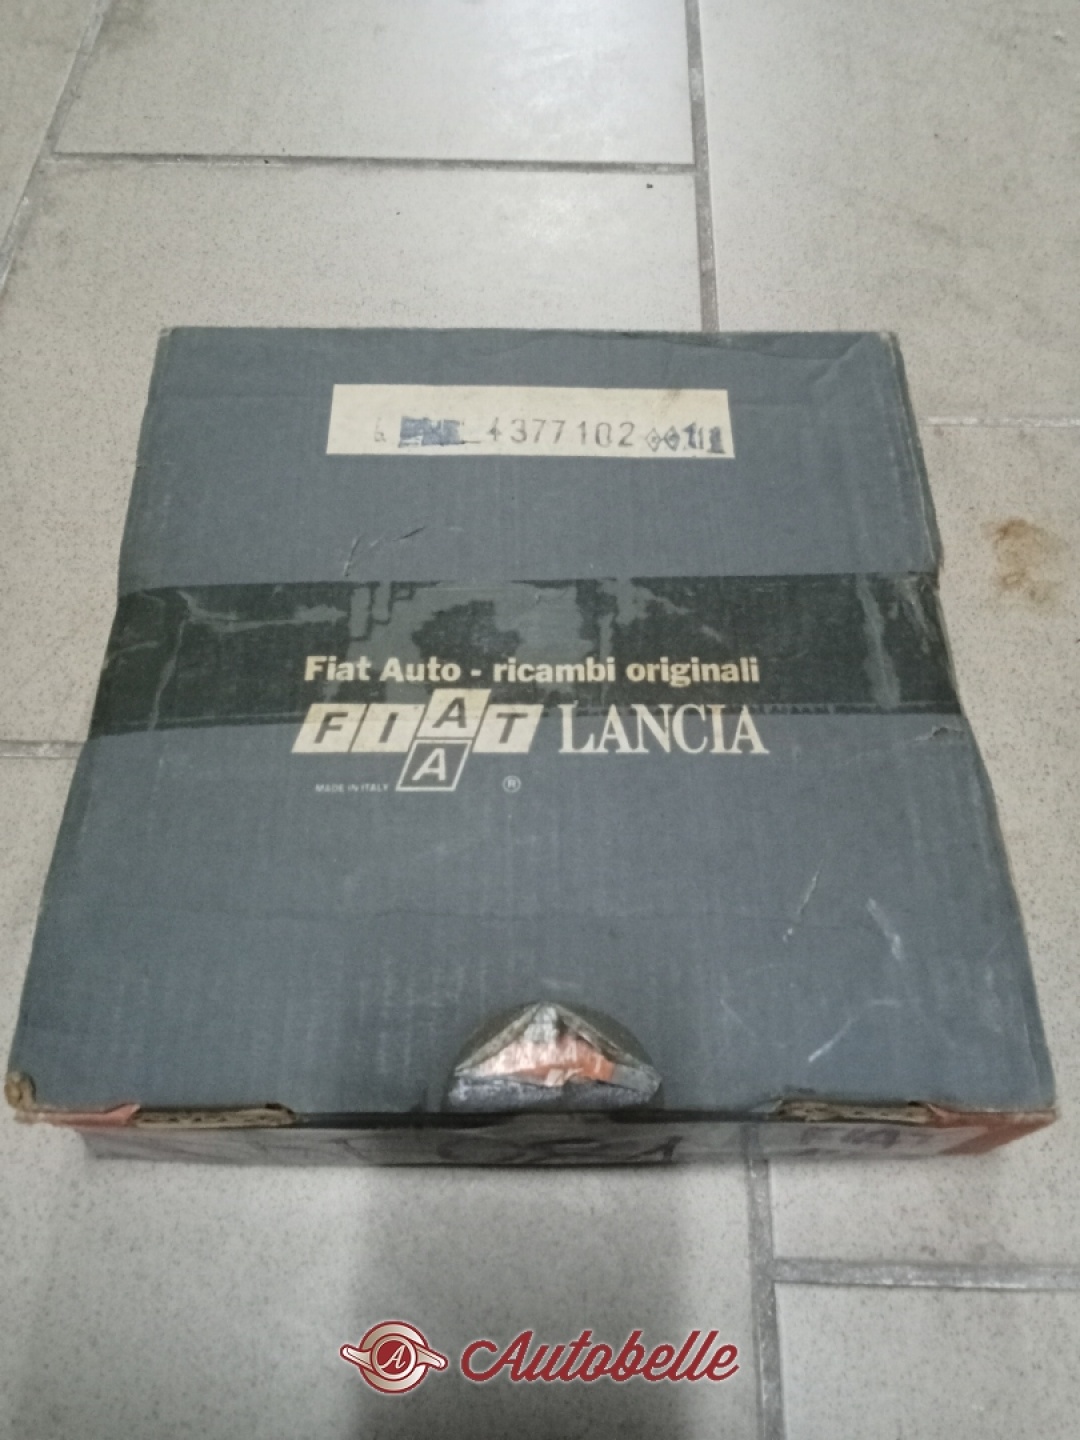 4377102
Fiat Auto - ricambi originali
FIAT LANCIA
A
MADE IN ITALY ®
Autobelle